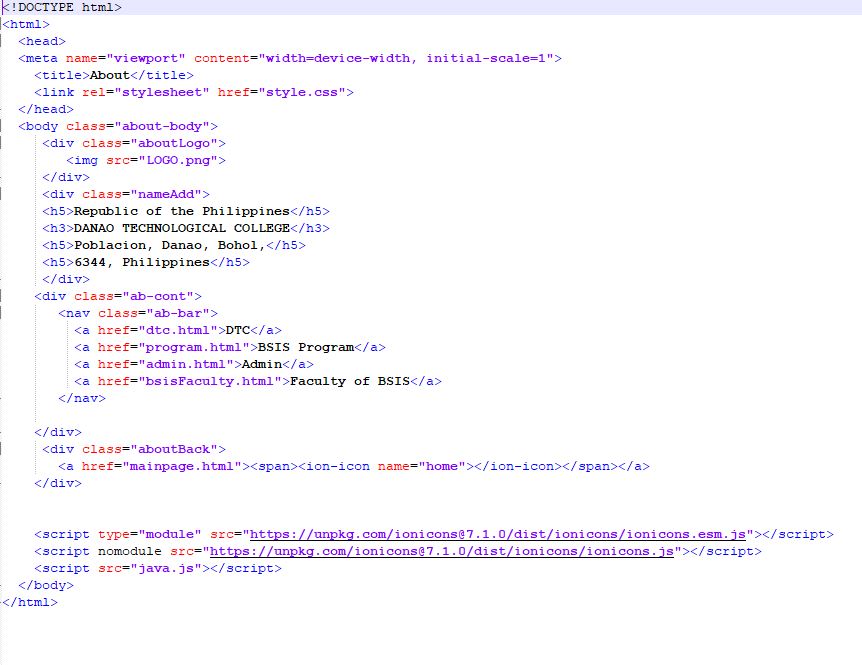 <!DOCTYPE html>
<html>
<head>
<meta name="viewport" content="width=device-width, initial-scale=1">
<title>About</title>
<link rel="stylesheet" href="style.css">
</head>
<body class="about-body">
<div class="aboutLogo">
<img src="LOGO.png">
</div>
<div class="nameAdd">
<h5>Republic of the Philippines</h5>
<h3>DANAO TECHNOLOGICAL COLLEGE</h3>
<h5>Poblacion, Danao, Bohol,</h5>
<h5>6344, Philippines</h5>
</div>
<div class="ab-cont">
<nav class="ab-bar">
<a href="dtc.html">DTC</a>
<a href="program.html">BSIS Program</a>
<a href="admin.html">Admin</a>
<a href="bsisFaculty.html">Faculty of BSIS</a>
</nav>
</div>
<div class="aboutBack">
<a href="mainpage.html"><span><ion-icon name="home"></ion-icon></span></a>
</div>
<script type="module" src="https://unpkg.com/ionicons@7.1.0/dist/ionicons/ionicons.esm.js"></script>
<script nomodule src="https://unpkg.com/ionicons@7.1.0/dist/ionicons/ionicons.js"></script>
<script src="java.js"></script>
</body>
</html>